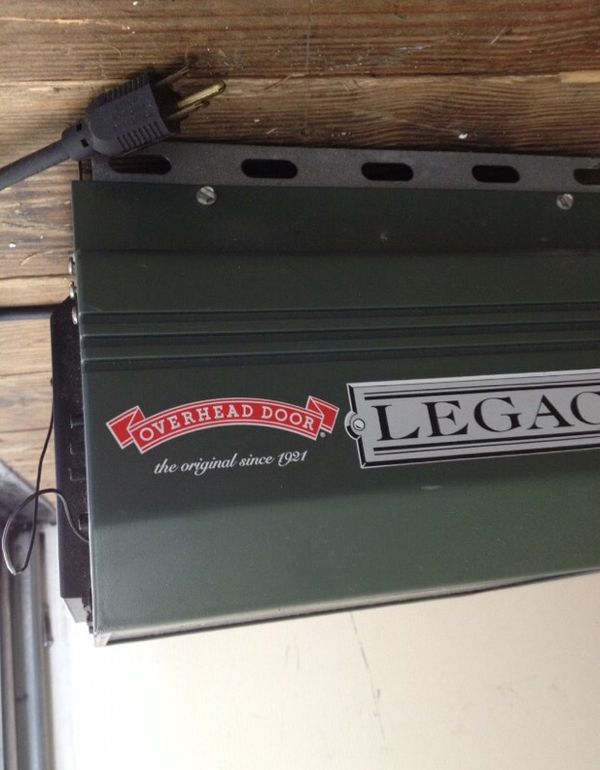 OVERHEAD DOOR®
the original since 1921
LEGAC